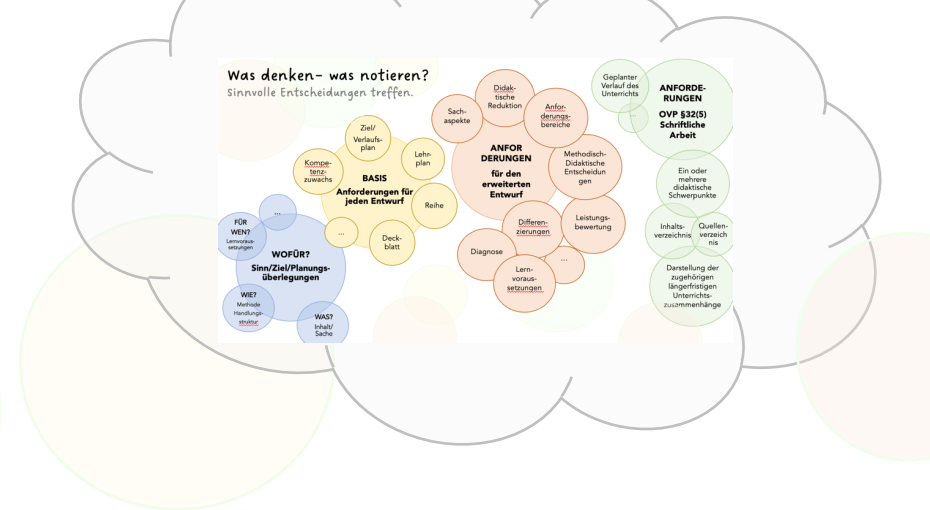 Was denken- was notieren?
Sinnvolle Entscheidungen treffen.
FÜR
WEN?
Lernvoraus-
setzungen
...
WOFÜR?
Sinn/Ziel/Planungs-
überlegungen
WIE?
Methode
Handlungs-
struktur
WAS?
Inhalt/
Sache
Ziel/
Verlaufs-
plan
Kompe-
tenz-
zuwachs
Lehr-
plan
BASIS
Anforderungen für
jeden Entwurf
Reihe
...
Deck-
blatt
Sach-
aspekte
Didak-
tische
Reduktion
Anfor-
derungs-
bereiche
ANFOR
DERUNGEN
für den
erweiterten
Entwurf
Methodisch-
Didaktische
Entscheidun
gen
Differen-
zierungen
Leistungs-
bewertung
Diagnose
...
Lern-
voraus-
setzungen
Geplanter
Verlauf des
Unterrichts
ANFORDE-
RUNGEN
OVP §32(5)
Schriftliche
Arbeit
Ein oder
mehrere
didaktische
Schwerpunkte
Inhalts-
verzeichnis
Quellen-
verzeich
nis
Darstellung der
zugehörigen
längerfristigen
Unterrichts-
zusammenhänge